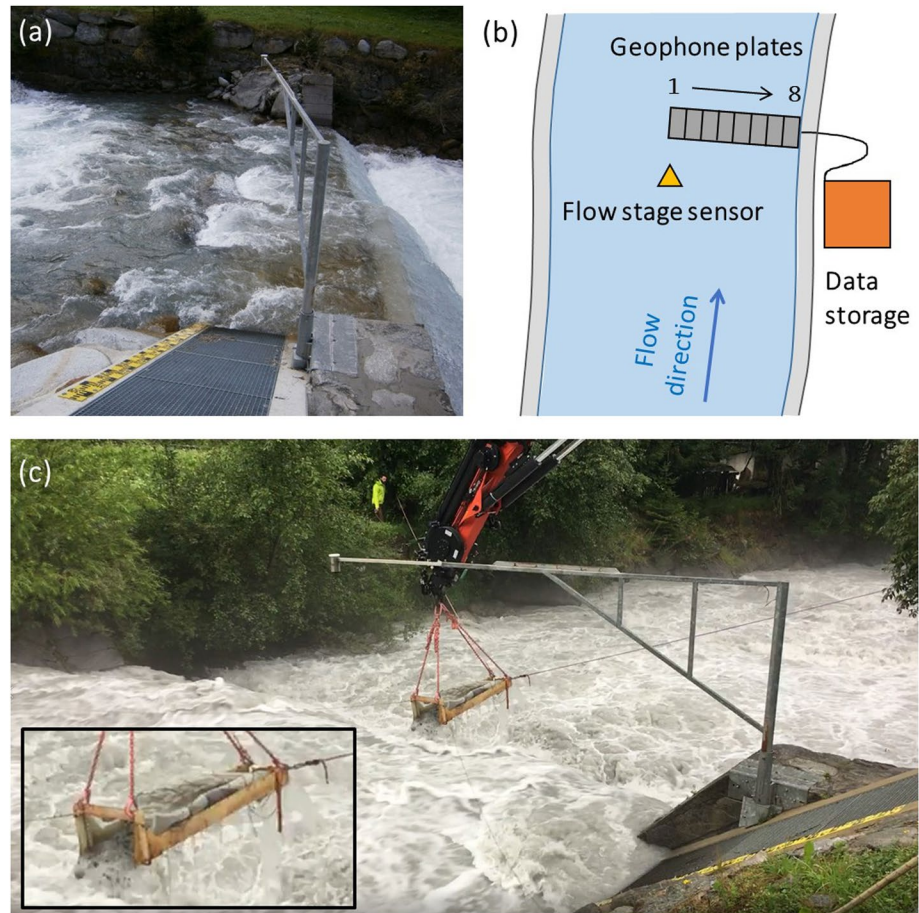 (a)
(b)
Geophone plates
1
8
Flow stage sensor
Data
storage
Flow
direction
(c)